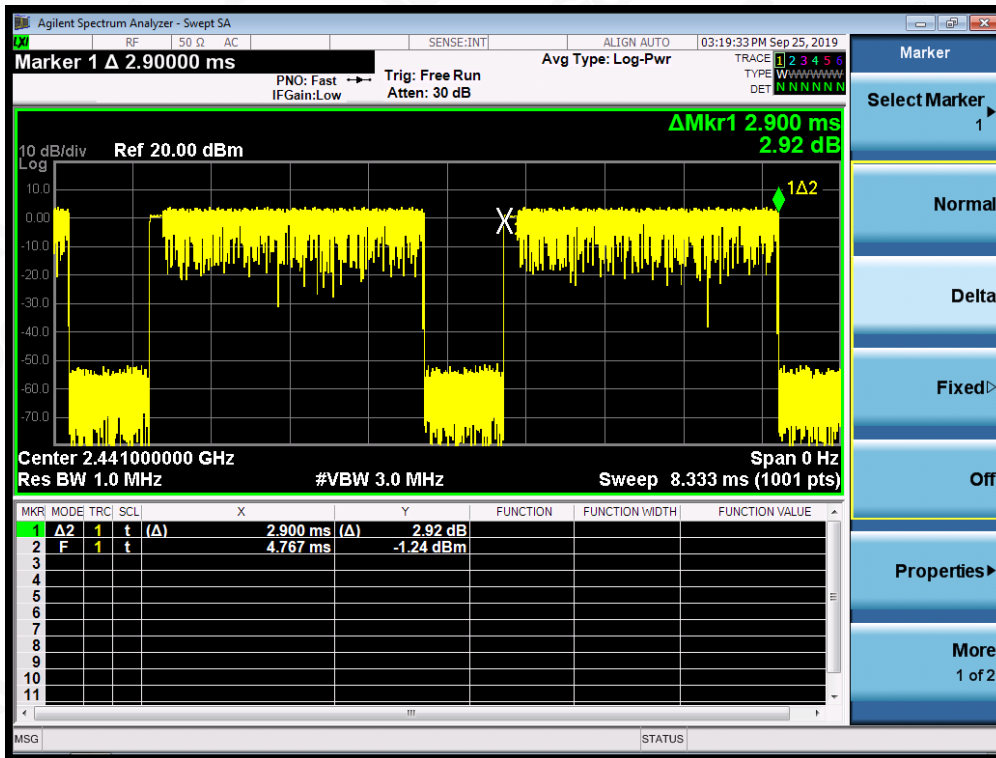 Agilent Spectrum Analyzer - Swept SA
LXI RF 50 Ω AC SENSE:INT ALIGN AUTO 03:19:33 PM Sep 25, 2019
Marker 1 Δ 2.90000 ms
PNO: Fast
IFGain:Low
Trig: Free Run
Atten: 30 dB
Avg Type: Log-Pwr
TRACE 1 2 3 4 5 6
TYPE WWWWWW
DET N N N N N N
ΔMkr1 2.900 ms
2.92 dB
10 dB/div Ref 20.00 dBm
Log
10.0
0.00
-10.0
-20.0
-30.0
-40.0
-50.0
-60.0
-70.0
1Δ2
X
Center 2.441000000 GHz Span 0 Hz
Res BW 1.0 MHz #VBW 3.0 MHz Sweep 8.333 ms (1001 pts)
MKR MODE TRC SCL X Y FUNCTION FUNCTION WIDTH FUNCTION VALUE
1 Δ2 1 t (Δ) 2.900 ms (Δ) 2.92 dB
2 F 1 t 4.767 ms -1.24 dBm
3
4
5
6
7
8
9
10
11
MSG STATUS
Marker
Select Marker
1
Normal
Delta
Fixed
Off
Properties
More
1 of 2